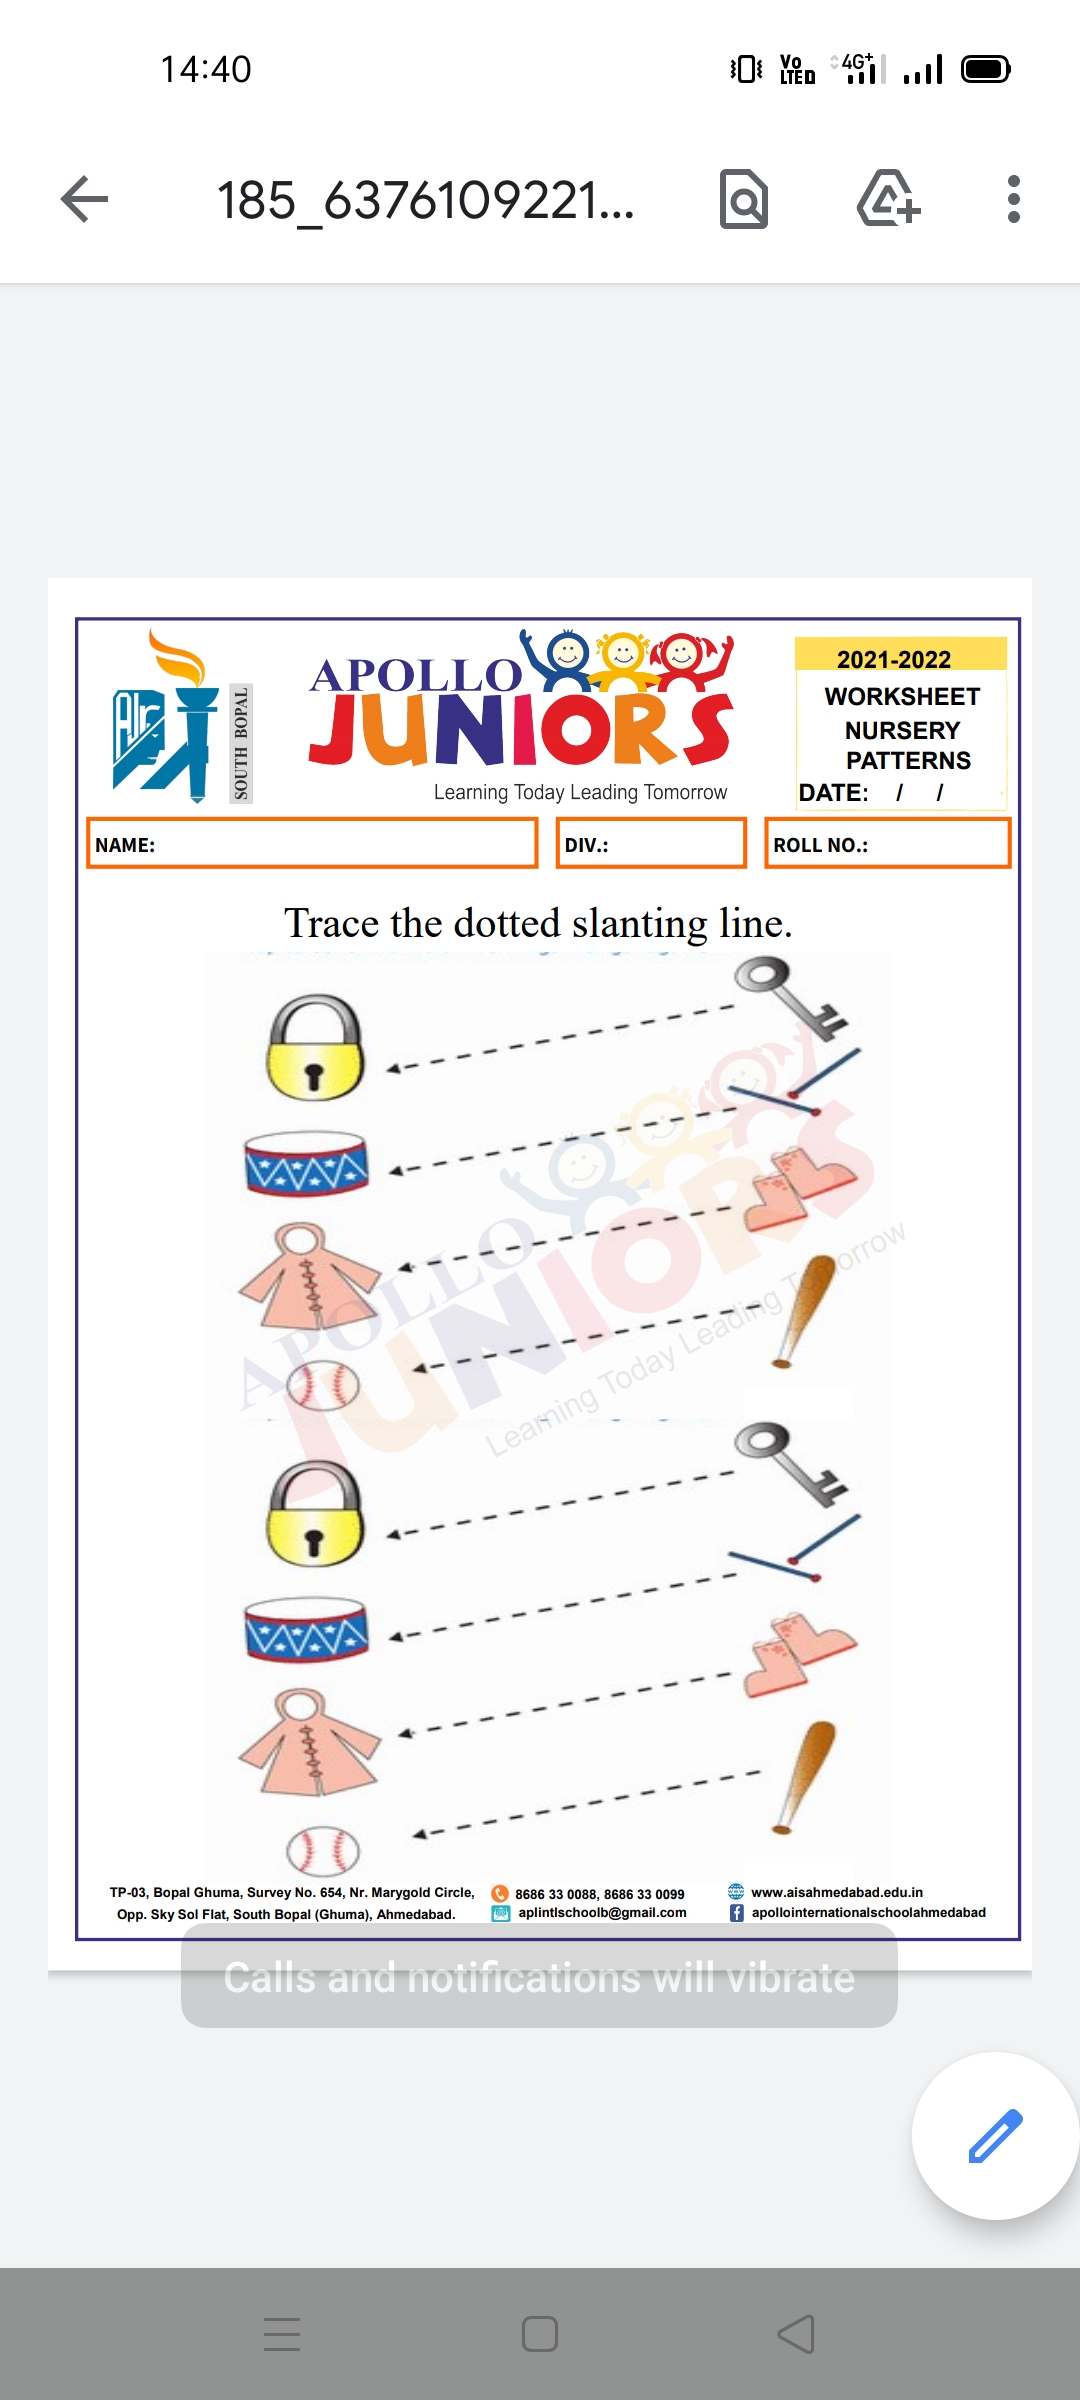 14:40
Vo LTED 4G+
185_6376109221...
SOUTH BOPAL
APOLLO
JUNIORS
Learning Today Leading Tomorrow
2021-2022
WORKSHEET
NURSERY
PATTERNS
DATE: / /
NAME:
DIV.:
ROLL NO.:
Trace the dotted slanting line.
APOLLO
JUNIORS
Learning Today Leading Tomorrow
TP-03, Bopal Ghuma, Survey No. 654, Nr. Marygold Circle,
Opp. Sky Sol Flat, South Bopal (Ghuma), Ahmedabad.
8686 33 0088, 8686 33 0099
aplintlschoolb@gmail.com
www.aisahmedabad.edu.in
apollointernationalschoolahmedabad
Calls and notifications will vibrate